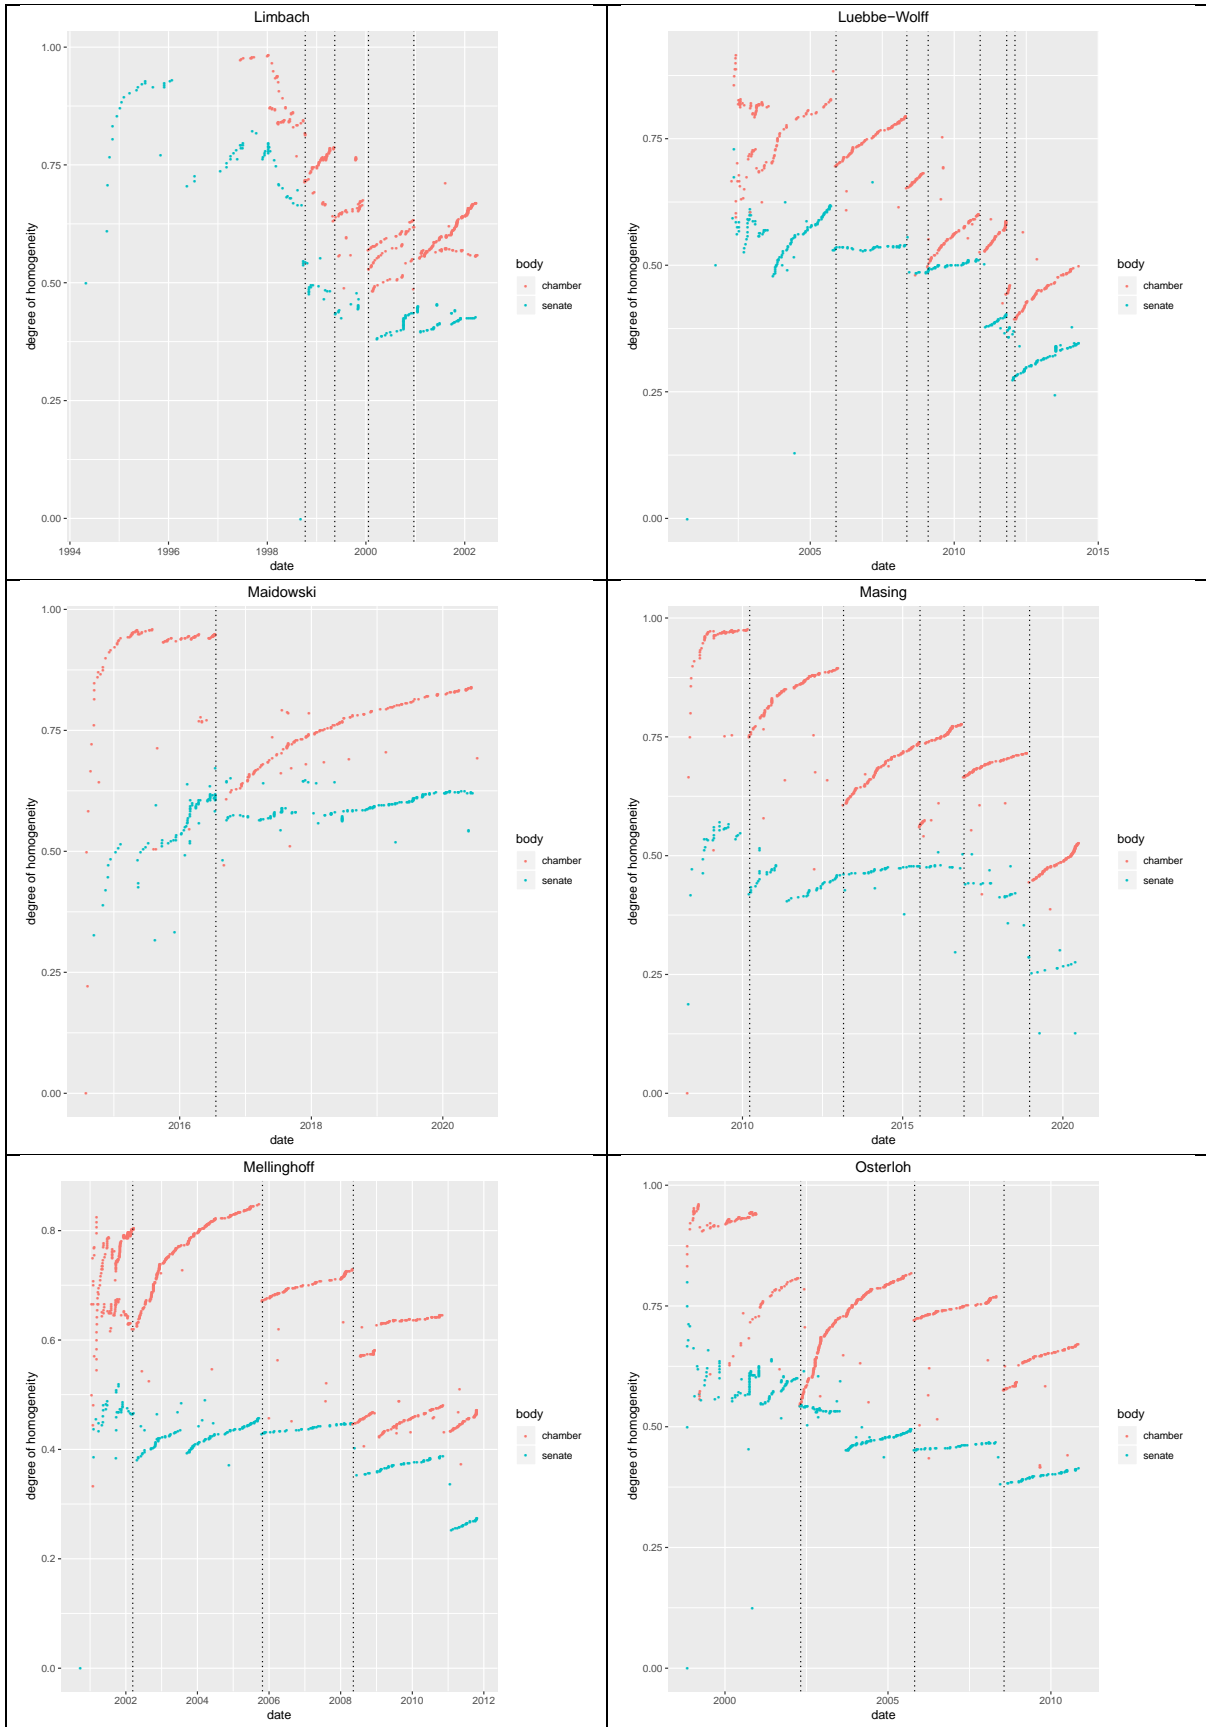 Limbach
1.00
0.75
0.50
0.25
0.00
degree of homogeneity
1994
1996
1998
2000
2002
date
body
chamber
senate
Luebbe−Wolff
0.75
0.50
0.25
0.00
degree of homogeneity
2005
2010
2015
date
body
chamber
senate
Maidowski
1.00
0.75
0.50
0.25
0.00
degree of homogeneity
2016
2018
2020
date
body
chamber
senate
Masing
1.00
0.75
0.50
0.25
0.00
degree of homogeneity
2010
2015
2020
date
body
chamber
senate
Mellinghoff
0.8
0.6
0.4
0.2
0.0
degree of homogeneity
2002
2004
2006
2008
2010
2012
date
body
chamber
senate
Osterloh
1.00
0.75
0.50
0.25
0.00
degree of homogeneity
2000
2005
2010
date
body
chamber
senate